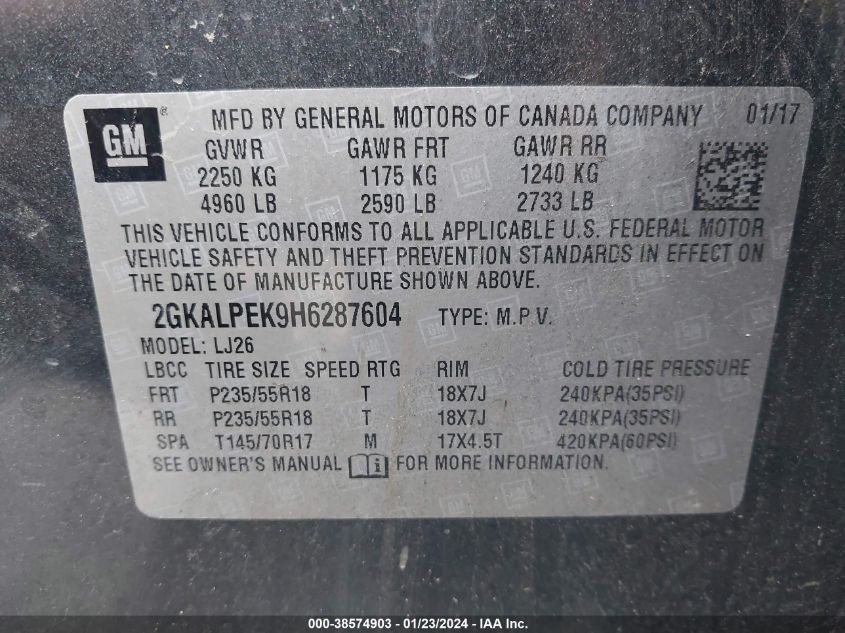 GM ® MFD BY GENERAL MOTORS OF CANADA COMPANY 01/17
GVWR GAWR FRT GAWR RR
2250 KG 1175 KG 1240 KG
4960 LB 2590 LB 2733 LB
THIS VEHICLE CONFORMS TO ALL APPLICABLE U.S. FEDERAL MOTOR
VEHICLE SAFETY AND THEFT PREVENTION STANDARDS IN EFFECT ON
THE DATE OF MANUFACTURE SHOWN ABOVE.
2GKALPEK9H6287604 TYPE: M.P.V.
MODEL: LJ26
LBCC TIRE SIZE SPEED RTG RIM COLD TIRE PRESSURE
FRT P235/55R18 T 18X7J 240KPA(35PSI)
RR P235/55R18 T 18X7J 240KPA(35PSI)
SPA T145/70R17 M 17X4.5T 420KPA(60PSI)
SEE OWNER'S MANUAL FOR MORE INFORMATION.
000-38574903 - 01/23/2024 - IAA Inc.